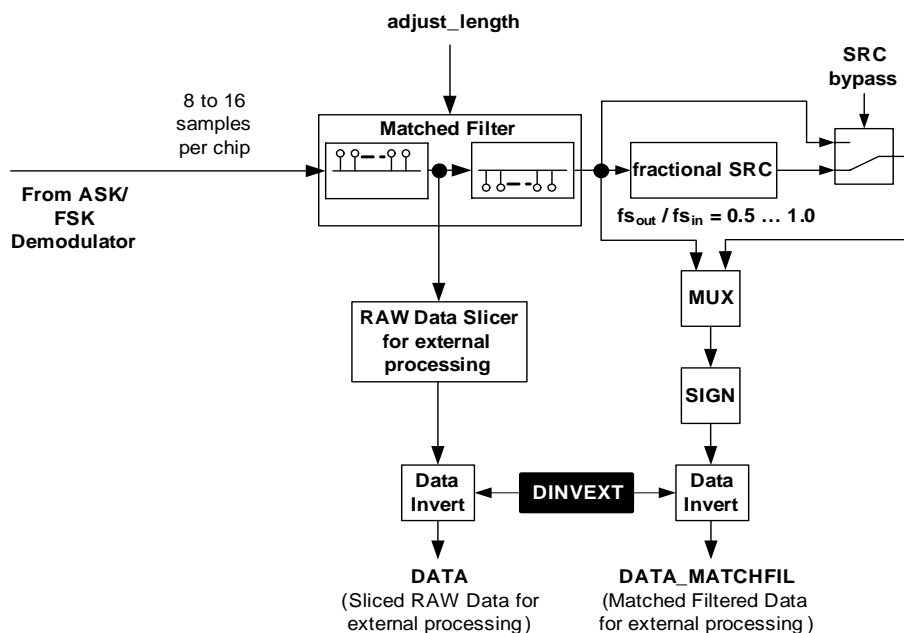 adjust_length
SRC
bypass
8 to 16
samples
per chip
Matched Filter
fractional SRC
From ASK/
FSK
Demodulator
fsout / fsin = 0.5 … 1.0
MUX
RAW Data Slicer
for external
processing
SIGN
Data
Invert
DINVEXT
Data
Invert
DATA
(Sliced RAW Data for
external processing)
DATA_MATCHFIL
(Matched Filtered Data
for external processing)